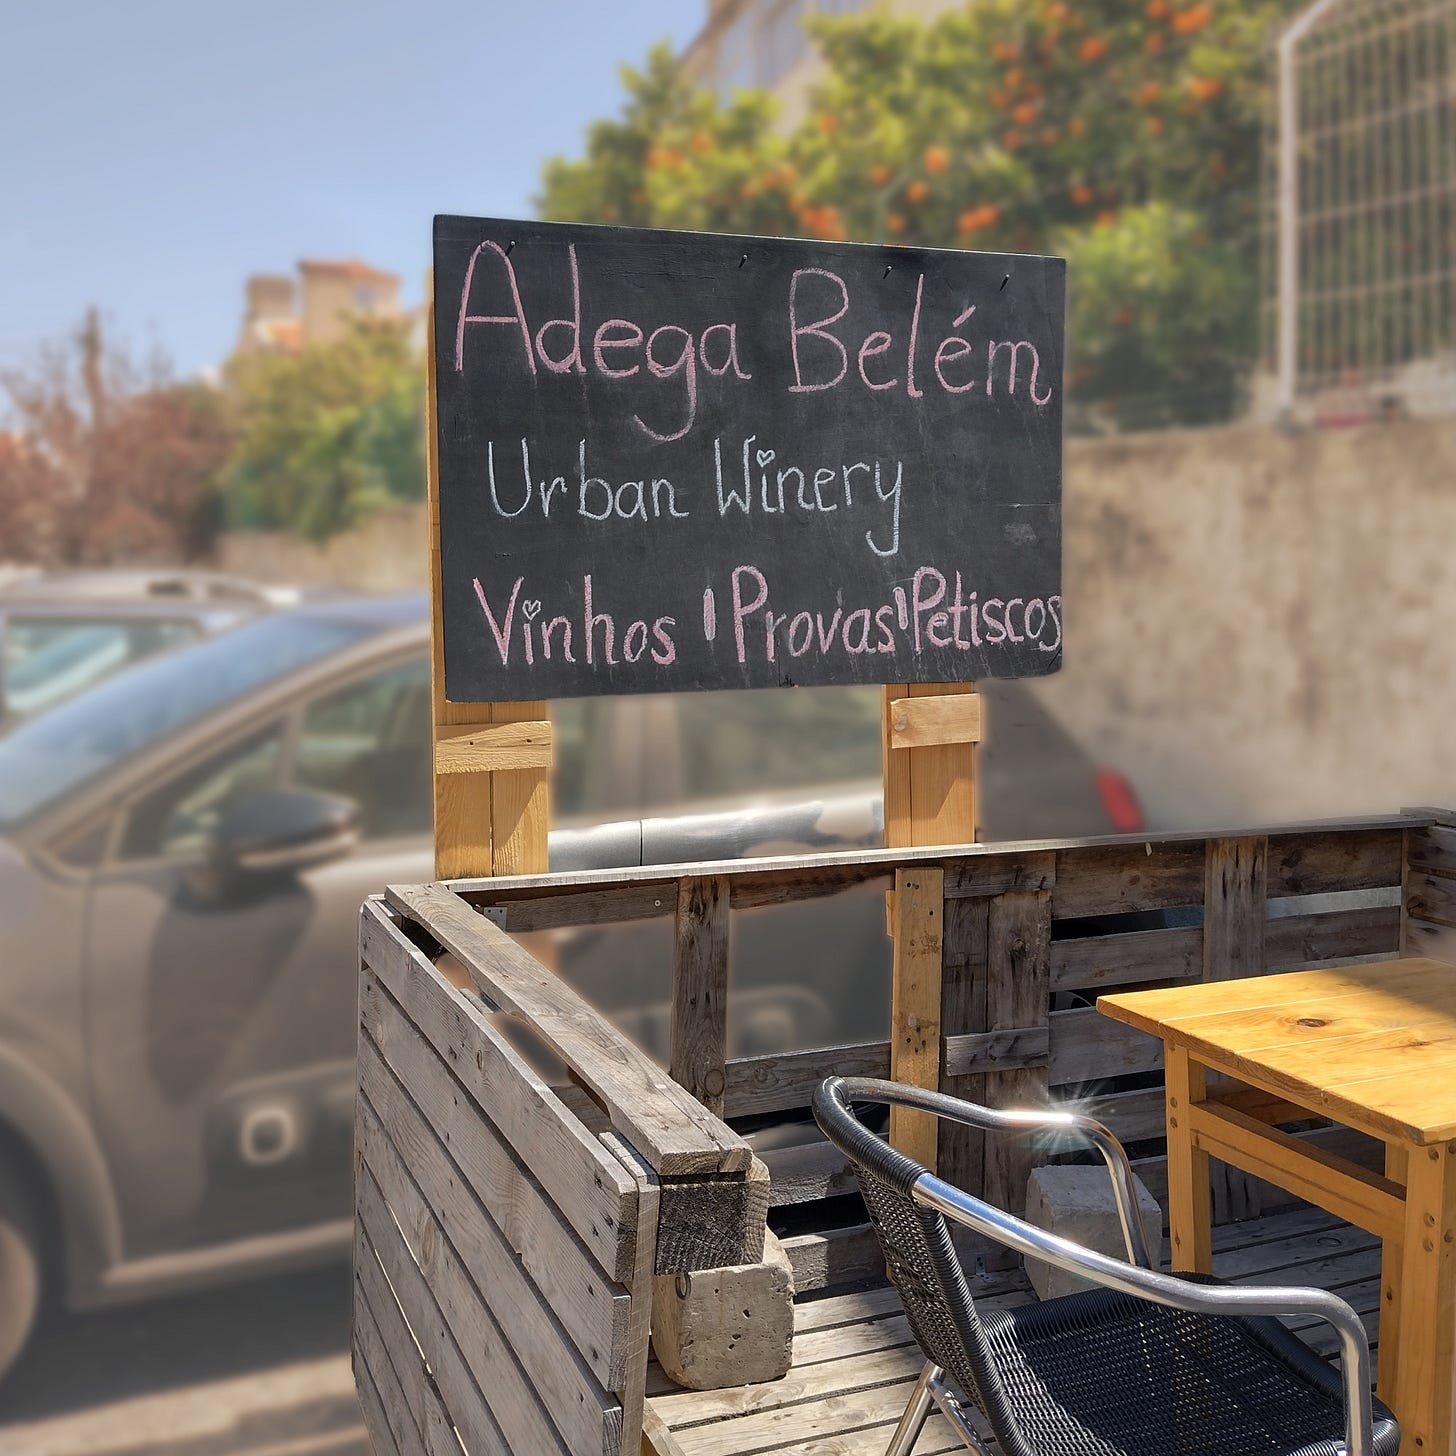 Adega Belém
Urban Winery
Vinhos | Provas | Petiscos